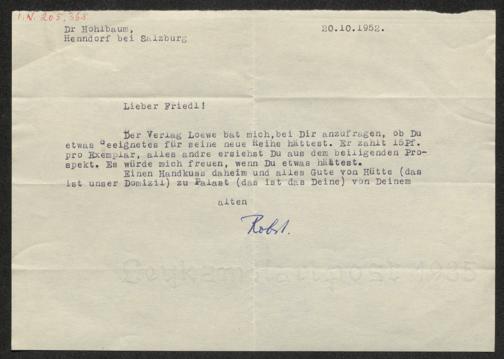 I.N. 205.365
Dr Hohlbaum, 20.10.1952.
Henndorf bei Salzburg
Lieber Friedl!
Der Verlag Loewe bat mich,bei Dir anzufragen, ob Du
etwas Geeignetes für seine neue Reihe hättest. Er zahlt 15Pf.
pro Exemplar, alles andre ersiehst Du aus dem beiligenden Pro-
spekt. Es würde mich freuen, wenn Du etwas hättest.
Einen Handkuss daheim und alles Gute von Hütte (das
ist unser Domizil) zu Palast (das ist das Deine) von Deinem
alten
Robt.
Leykam